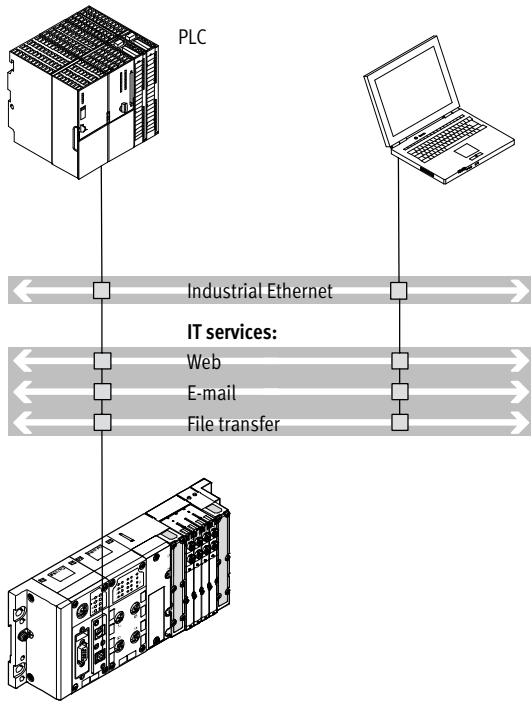 PLC
Industrial Ethernet
IT services:
Web
E-mail
File transfer